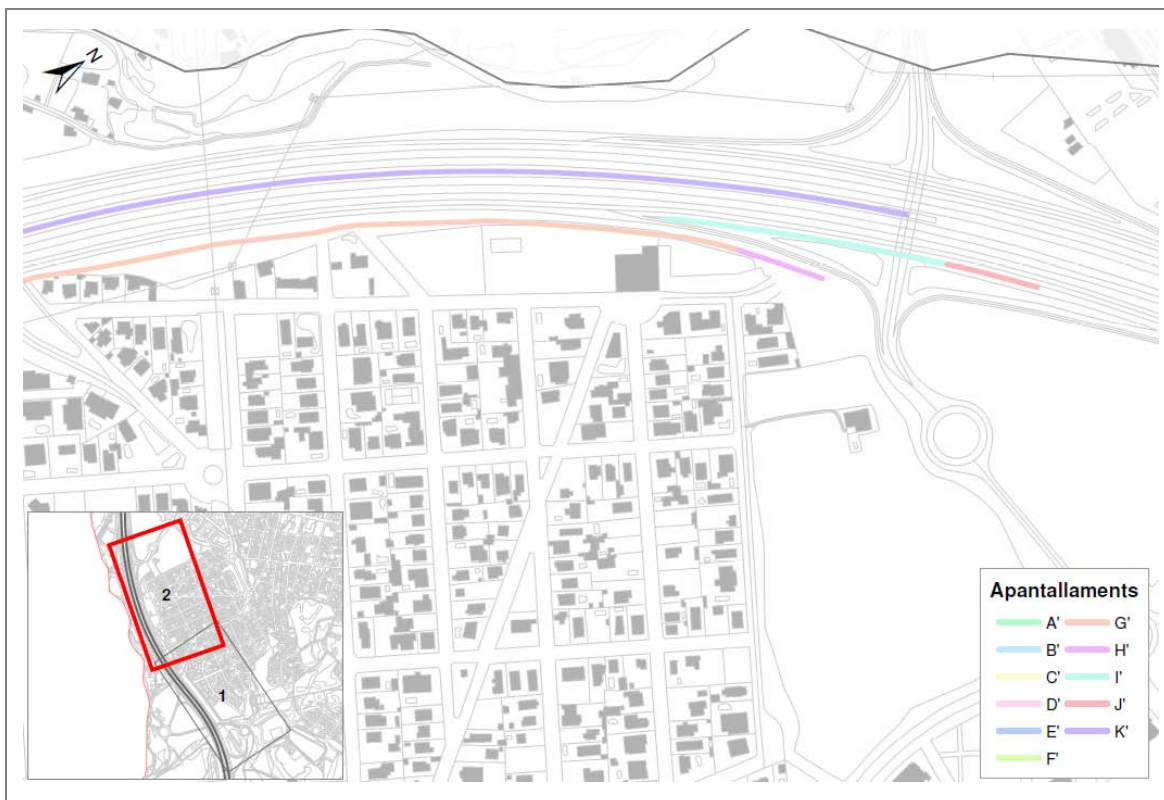 N
2
1
Apantallaments
A' G'
B' H'
C' I'
D' J'
E' K'
F'